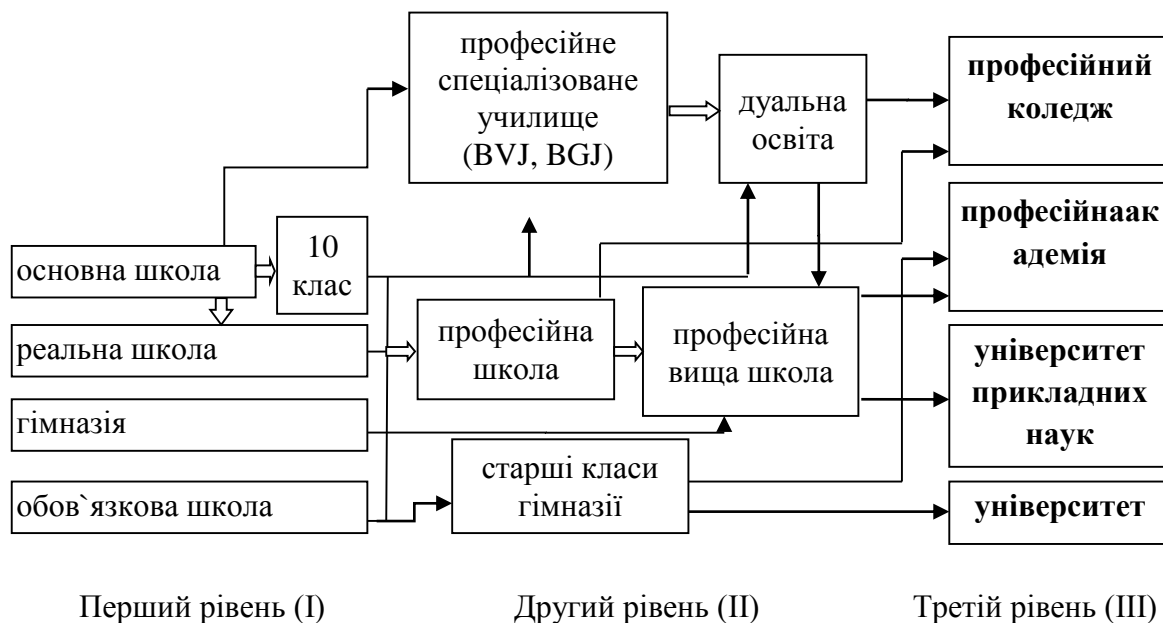 професійне
спеціалізоване
училище
(BVJ, BGJ)
дуальна
освіта
професійний
коледж
професійнаак
адемія
10
клас
основна школа
реальна школа
професійна
школа
професійна
вища школа
університет
прикладних
наук
гімназія
старші класи
гімназії
обов`язкова школа
університет
Перший рівень (I)
Другий рівень (II)
Третій рівень (III)